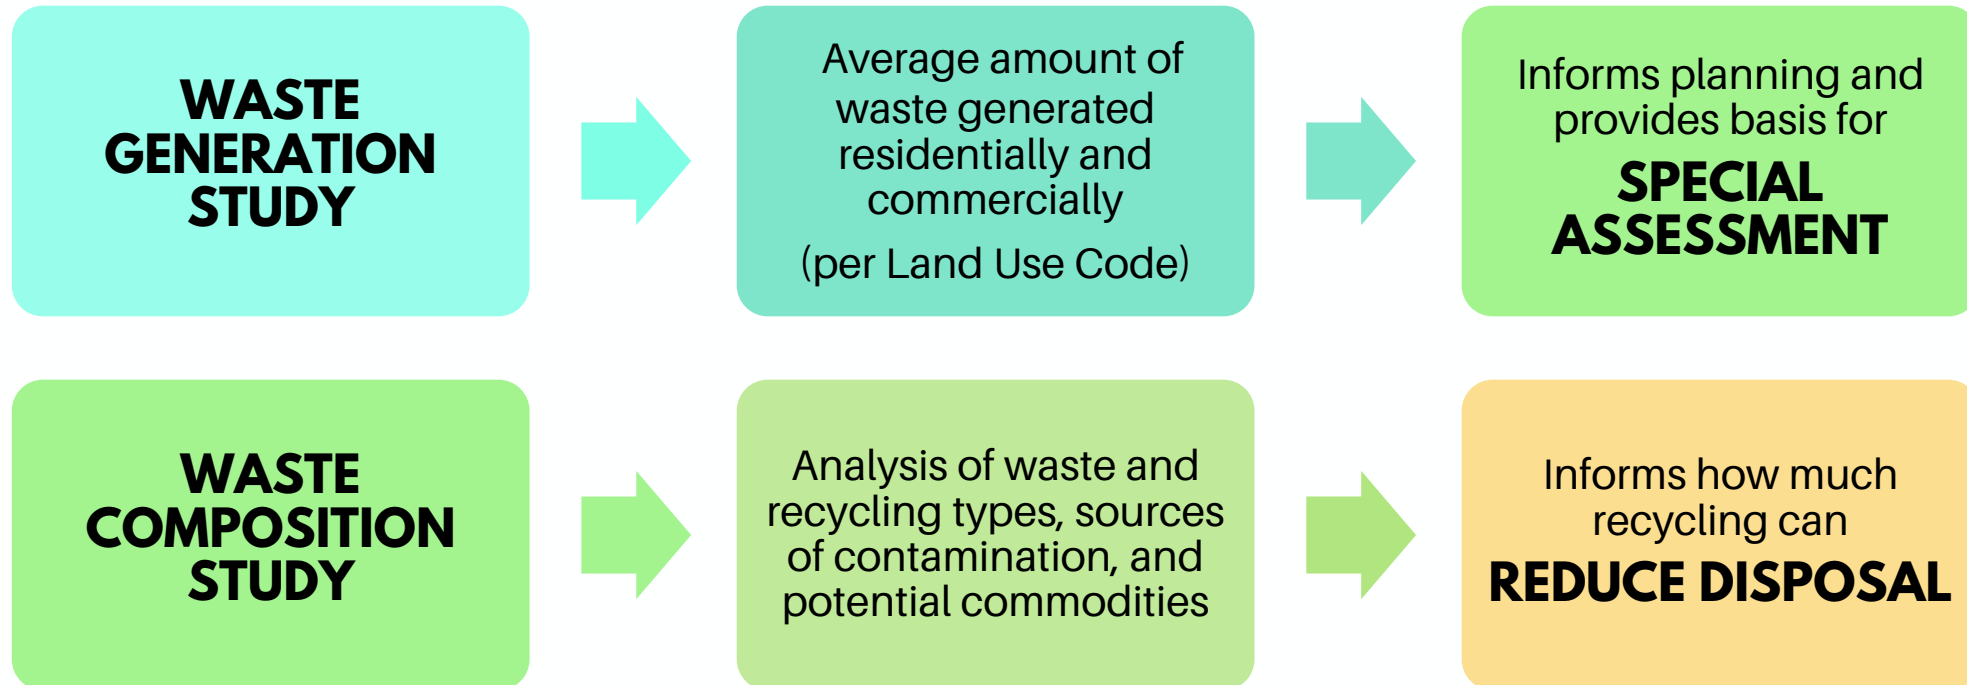 WASTE
GENERATION
STUDY
Average amount of
waste generated
residentially and
commercially
(per Land Use Code)
Informs planning and
provides basis for
SPECIAL
ASSESSMENT
WASTE
COMPOSITION
STUDY
Analysis of waste and
recycling types, sources
of contamination, and
potential commodities
Informs how much
recycling can
REDUCE DISPOSAL